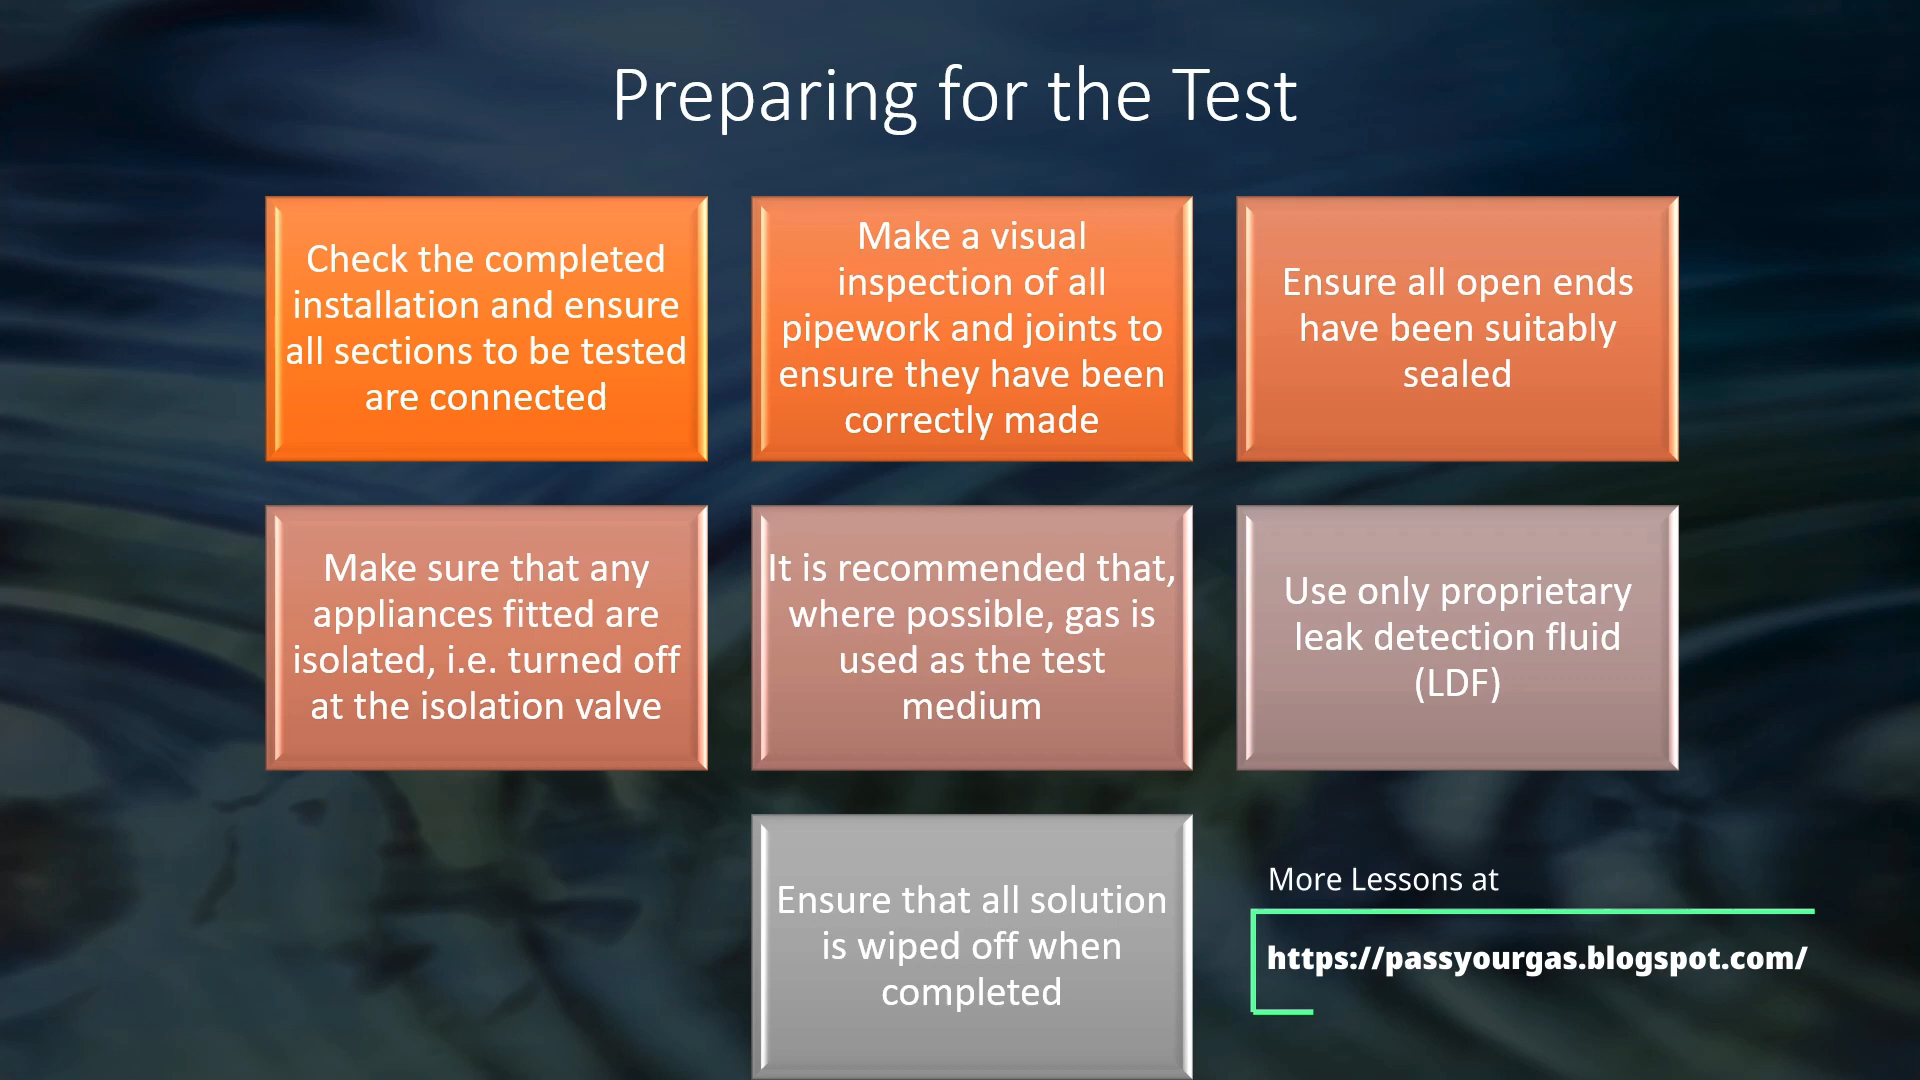 Preparing for the Test
Check the completed
installation and ensure
all sections to be tested
are connected
Make a visual
inspection of all
pipework and joints to
ensure they have been
correctly made
Ensure all open ends
have been suitably
sealed
Make sure that any
appliances fitted are
isolated, i.e. turned off
at the isolation valve
It is recommended that,
where possible, gas is
used as the test
medium
Use only proprietary
leak detection fluid
(LDF)
Ensure that all solution
is wiped off when
completed
More Lessons at
https://passyourgas.blogspot.com/